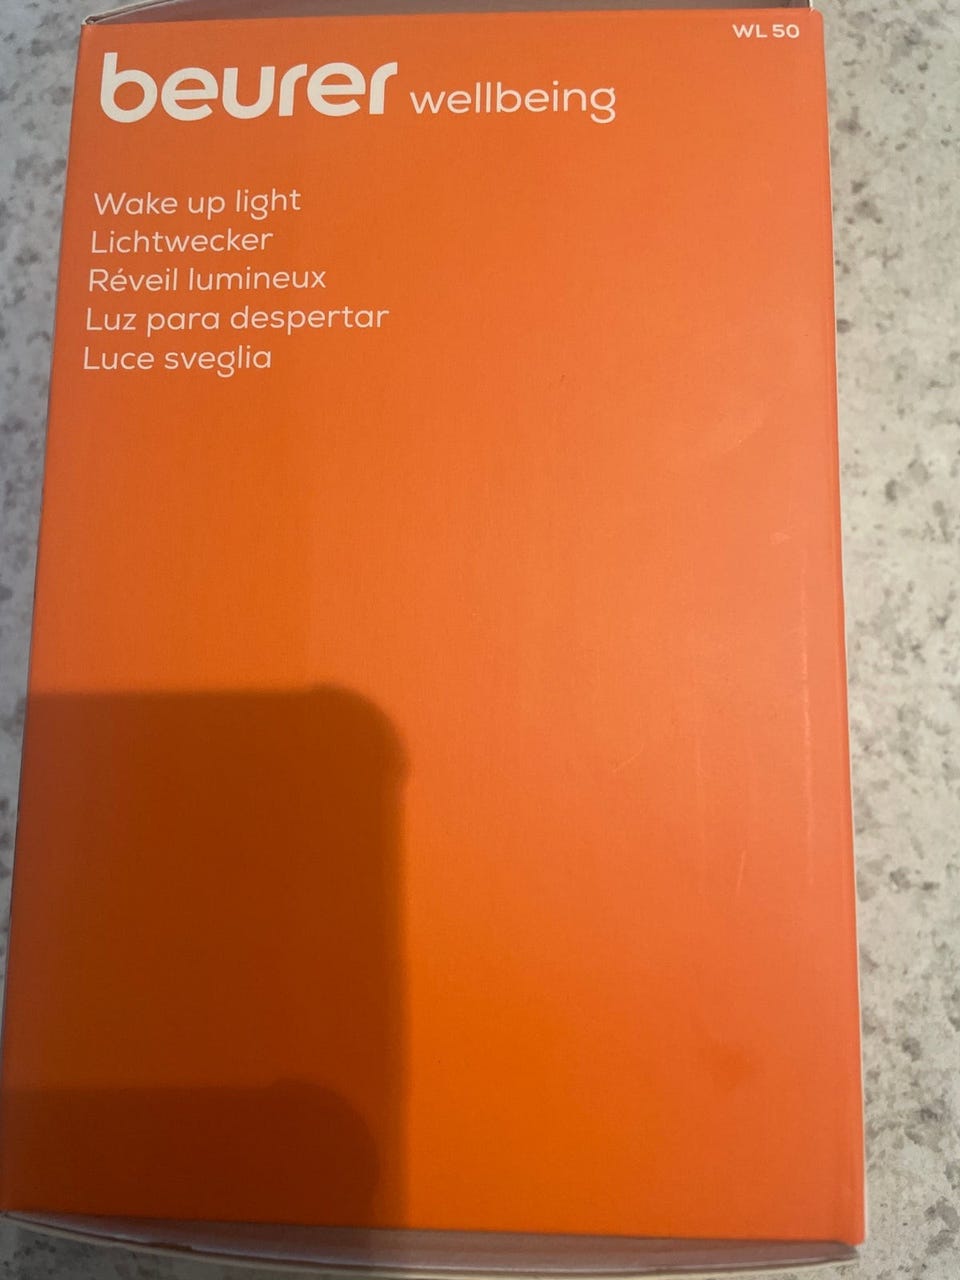 WL 50
beurer wellbeing
Wake up light
Lichtwecker
Réveil lumineux
Luz para despertar
Luce sveglia